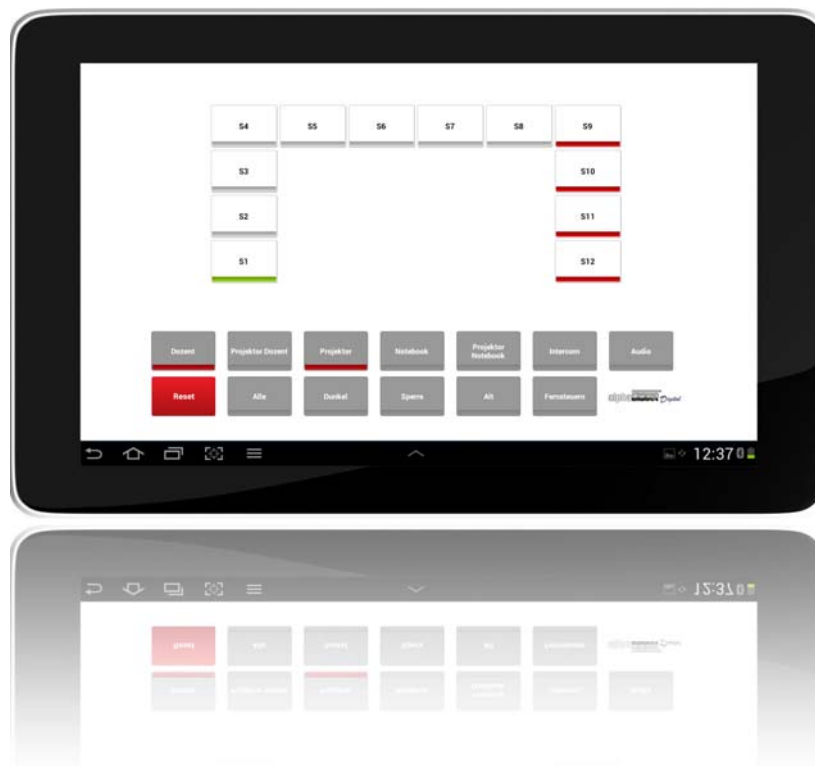 S4 S5 S6 S7 S8 S9
S3 S10
S2 S11
S1 S12
Dozent Projektor Dozent Projektor Notebook Projektor Notebook Intercom Audio
Reset Alle Dunkel Sperre Alt Fernsteuern Digital
12:37